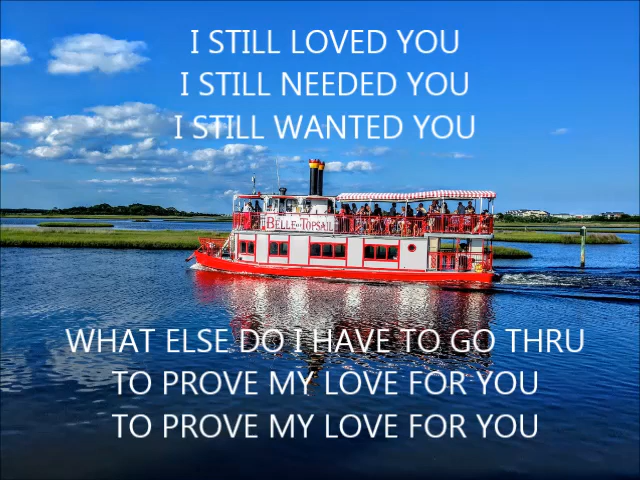 I STILL LOVED YOU
I STILL NEEDED YOU
I STILL WANTED YOU
BELLE OF TOPSAIL
WHAT ELSE DO I HAVE TO GO THRU
TO PROVE MY LOVE FOR YOU
TO PROVE MY LOVE FOR YOU